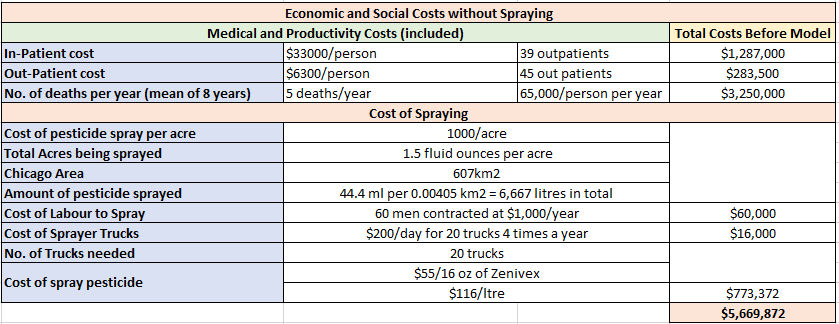 Economic and Social Costs without Spraying
Medical and Productivity Costs (included) Total Costs Before Model
In-Patient cost $33000/person 39 outpatients $1,287,000
Out-Patient cost $6300/person 45 out patients $283,500
No. of deaths per year (mean of 8 years) 5 deaths/year 65,000/person per year $3,250,000
Cost of Spraying
Cost of pesticide spray per acre 1000/acre
Total Acres being sprayed 1.5 fluid ounces per acre
Chicago Area 607km2
Amount of pesticide sprayed 44.4 ml per 0.00405 km2 = 6,667 litres in total
Cost of Labour to Spray 60 men contracted at $1,000/year $60,000
Cost of Sprayer Trucks $200/day for 20 trucks 4 times a year $16,000
No. of Trucks needed 20 trucks
Cost of spray pesticide $55/16 oz of Zenivex
$116/ltre $773,372
$5,669,872